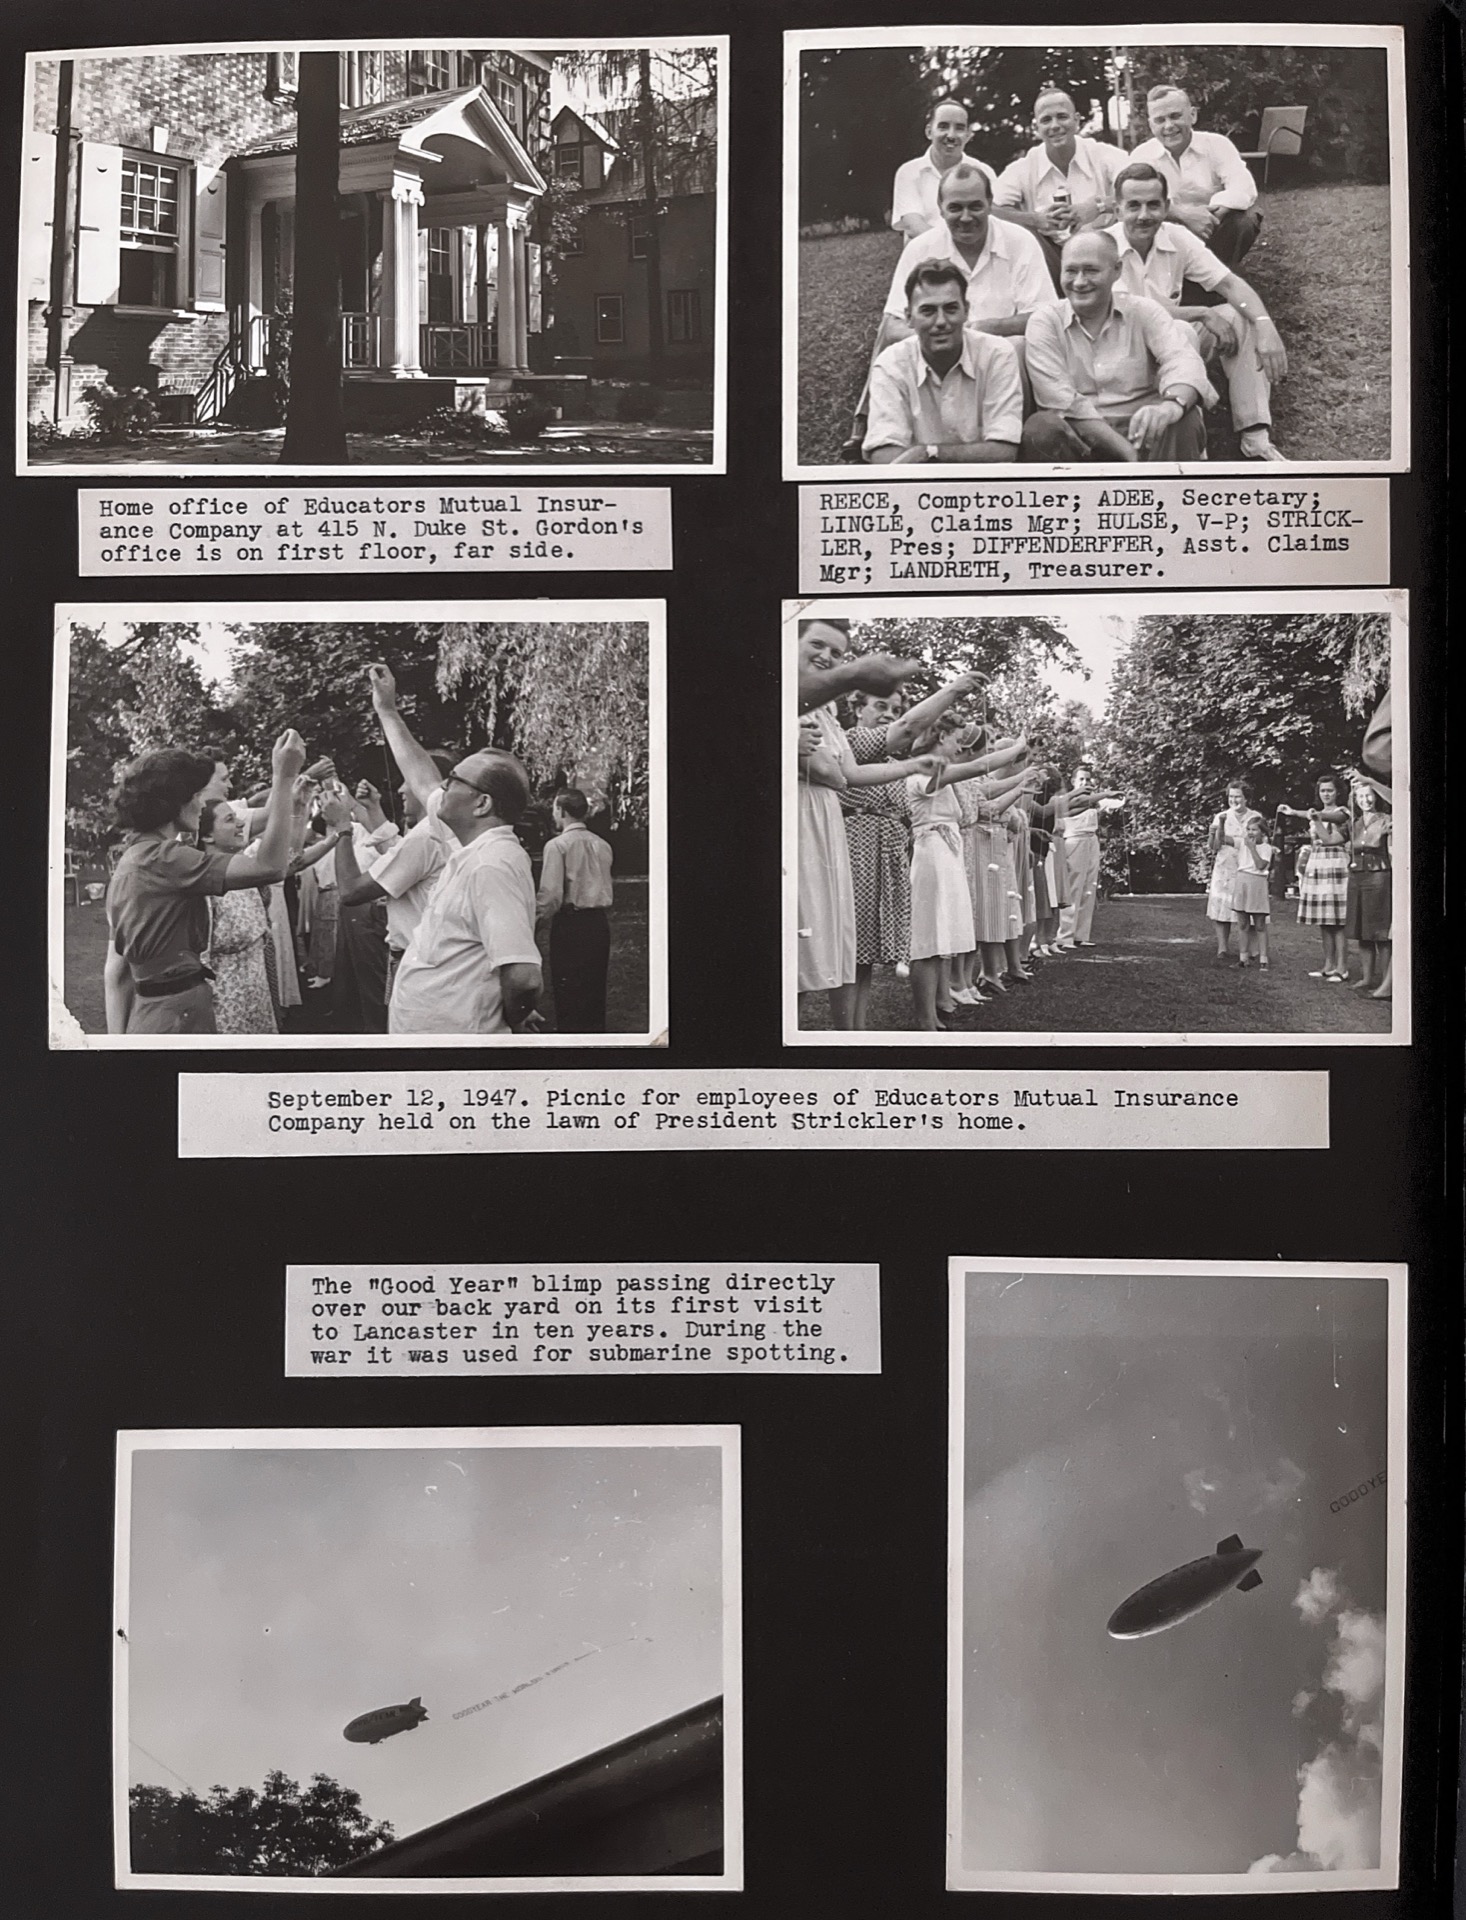 Home office of Educators Mutual Insur-
ance Company at 415 N. Duke St. Gordon's
office is on first floor, far side.
REECE, Comptroller; ADEE, Secretary;
LINGLE, Claims Mgr; HULSE, V-P; STRICK-
LER, Pres; DIFFENDERFFER, Asst. Claims
Mgr; LANDRETH, Treasurer.
September 12, 1947. Picnic for employees of Educators Mutual Insurance
Company held on the lawn of President Strickler's home.
The "Good Year" blimp passing directly
over our back yard on its first visit
to Lancaster in ten years. During the
war it was used for submarine spotting.
GOODYE
GOODYEAR THE WORLD'S